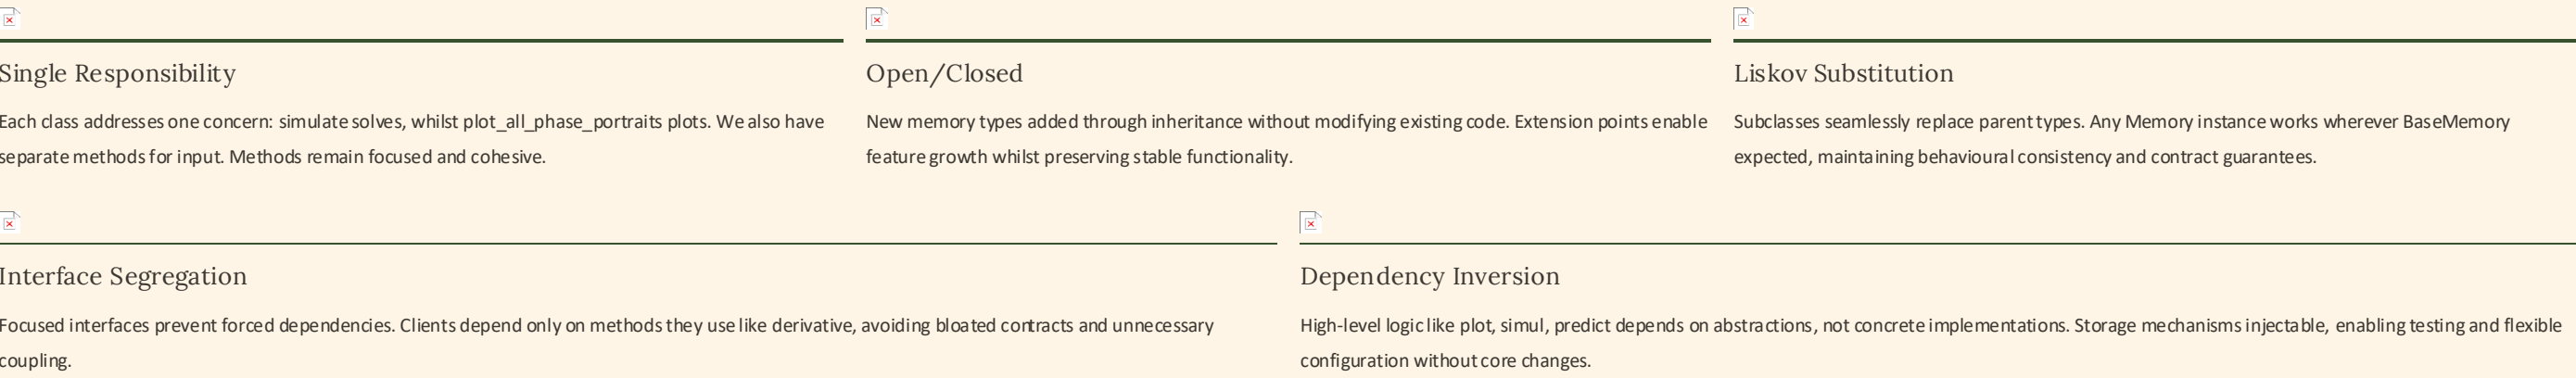 Single Responsibility
Each class addresses one concern: simulate solves, whilst plot_all_phase_portraits plots. We also have
separate methods for input. Methods remain focused and cohesive.
Open/Closed
New memory types added through inheritance without modifying existing code. Extension points enable
feature growth whilst preserving stable functionality.
Liskov Substitution
Subclasses seamlessly replace parent types. Any Memory instance works wherever BaseMemory
expected, maintaining behavioural consistency and contract guarantees.
Interface Segregation
Focused interfaces prevent forced dependencies. Clients depend only on methods they use like derivative, avoiding bloated contracts and unnecessary
coupling.
Dependency Inversion
High-level logic like plot, simul, predict depends on abstractions, not concrete implementations. Storage mechanisms injectable, enabling testing and flexible
configuration without core changes.